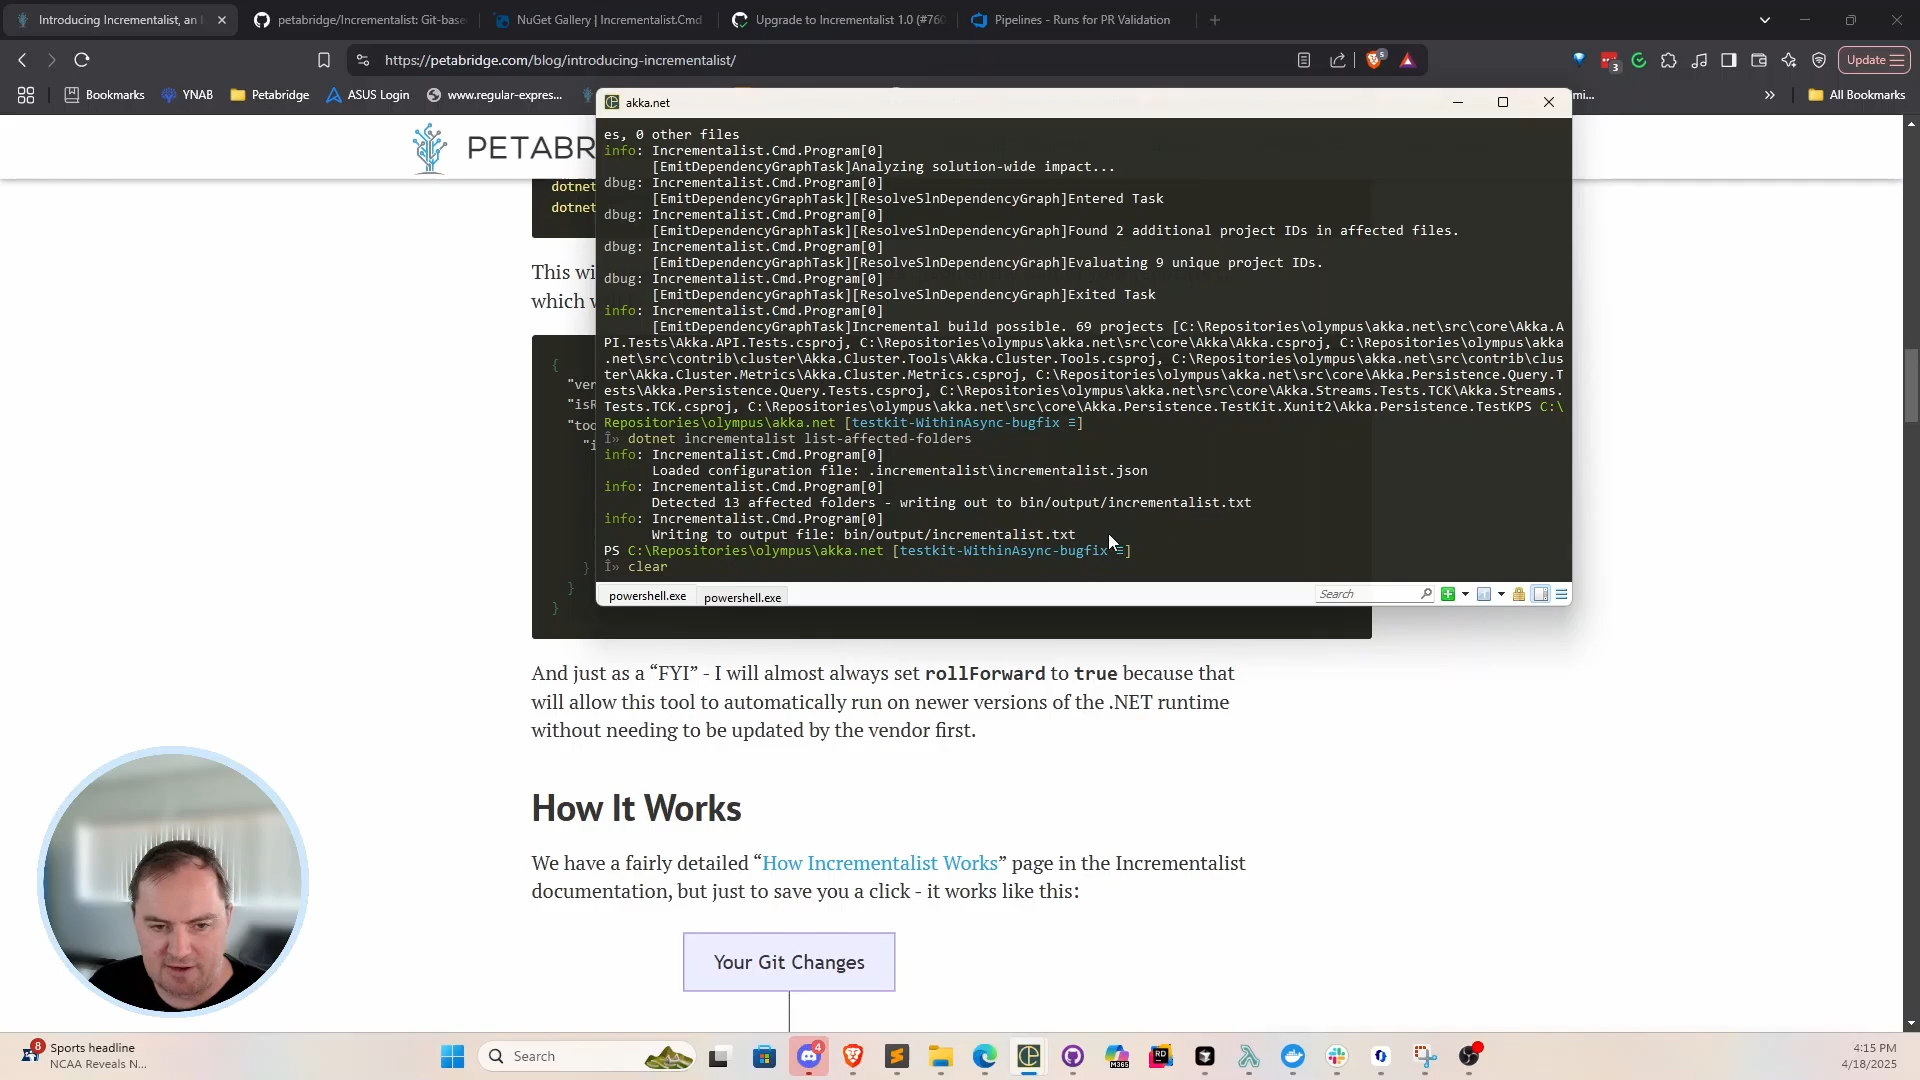 Introducing Incrementalist, an
petabridge/Incrementalist: Git-base
NuGet Gallery | Incrementalist.Cmd
Upgrade to Incrementalist 1.0 (#760
Pipelines - Runs for PR Validation
https://petabridge.com/blog/introducing-incrementalist/
5
3
Update
Bookmarks
YNAB
Petabridge
ASUS Login
www.regular-expres...
imi...
All Bookmarks
PETABR
akka.net
dotnet
dotnet
This wi
which w
{
"ver
"isR
"too
"i
}
}
}
es, 0 other files
info: Incrementalist.Cmd.Program[0]
[EmitDependencyGraphTask]Analyzing solution-wide impact...
dbug: Incrementalist.Cmd.Program[0]
[EmitDependencyGraphTask][ResolveSlnDependencyGraph]Entered Task
dbug: Incrementalist.Cmd.Program[0]
[EmitDependencyGraphTask][ResolveSlnDependencyGraph]Found 2 additional project IDs in affected files.
dbug: Incrementalist.Cmd.Program[0]
[EmitDependencyGraphTask][ResolveSlnDependencyGraph]Evaluating 9 unique project IDs.
dbug: Incrementalist.Cmd.Program[0]
[EmitDependencyGraphTask][ResolveSlnDependencyGraph]Exited Task
info: Incrementalist.Cmd.Program[0]
[EmitDependencyGraphTask]Incremental build possible. 69 projects [C:\Repositories\olympus\akka.net\src\core\Akka.A
PI.Tests\Akka.API.Tests.csproj, C:\Repositories\olympus\akka.net\src\core\Akka\Akka.csproj, C:\Repositories\olympus\akka
.net\src\contrib\cluster\Akka.Cluster.Tools\Akka.Cluster.Tools.csproj, C:\Repositories\olympus\akka.net\src\contrib\clus
ter\Akka.Cluster.Metrics\Akka.Cluster.Metrics.csproj, C:\Repositories\olympus\akka.net\src\core\Akka.Persistence.Query.T
ests\Akka.Persistence.Query.Tests.csproj, C:\Repositories\olympus\akka.net\src\core\Akka.Streams.Tests.TCK\Akka.Streams.
Tests.TCK.csproj, C:\Repositories\olympus\akka.net\src\core\Akka.Persistence.TestKit.Xunit2\Akka.Persistence.TestKPS C:\
Repositories\olympus\akka.net [testkit-WithinAsync-bugfix ≡]
Î» dotnet incrementalist list-affected-folders
info: Incrementalist.Cmd.Program[0]
Loaded configuration file: .incrementalist\incrementalist.json
info: Incrementalist.Cmd.Program[0]
Detected 13 affected folders - writing out to bin/output/incrementalist.txt
info: Incrementalist.Cmd.Program[0]
Writing to output file: bin/output/incrementalist.txt
PS C:\Repositories\olympus\akka.net [testkit-WithinAsync-bugfix ≡]
Î» clear
powershell.exe
powershell.exe
Search
And just as a “FYI” - I will almost always set rollForward to true because that
will allow this tool to automatically run on newer versions of the .NET runtime
without needing to be updated by the vendor first.
How It Works
We have a fairly detailed “How Incrementalist Works” page in the Incrementalist
documentation, but just to save you a click - it works like this:
Your Git Changes
8
Sports headline
NCAA Reveals N...
Search
4
M365
RD
4:15 PM
4/18/2025